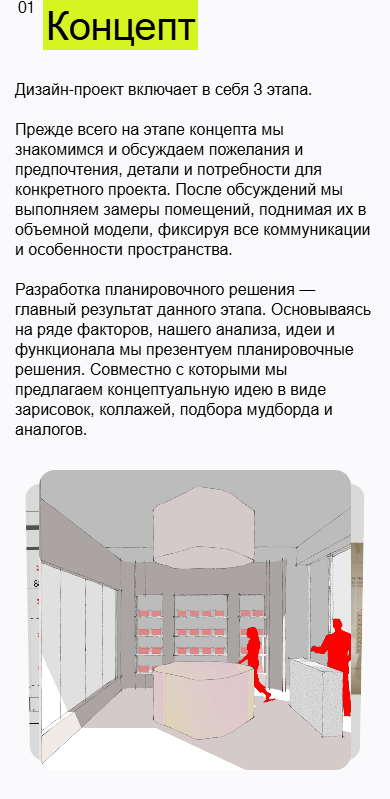 01
Концепт
Дизайн-проект включает в себя 3 этапа.
Прежде всего на этапе концепта мы
знакомимся и обсуждаем пожелания и
предпочтения, детали и потребности для
конкретного проекта. После обсуждений мы
выполняем замеры помещений, поднимая их в
объемной модели, фиксируя все коммуникации
и особенности пространства.
Разработка планировочного решения —
главный результат данного этапа. Основываясь
на ряде факторов, нашего анализа, идеи и
функционала мы презентуем планировочные
решения. Совместно с которыми мы
предлагаем концептуальную идею в виде
зарисовок, коллажей, подбора мудборда и
аналогов.